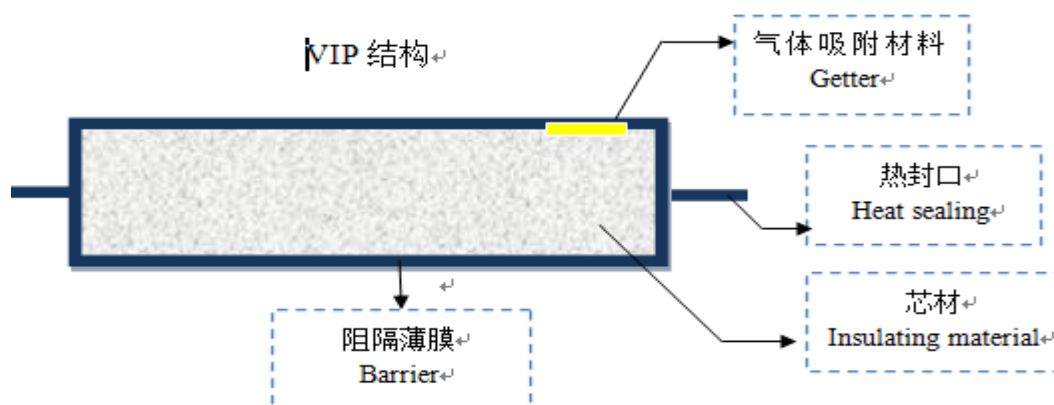 VIP 结构
气体吸附材料
Getter
热封口
Heat sealing
芯材
Insulating material
阻隔薄膜
Barrier